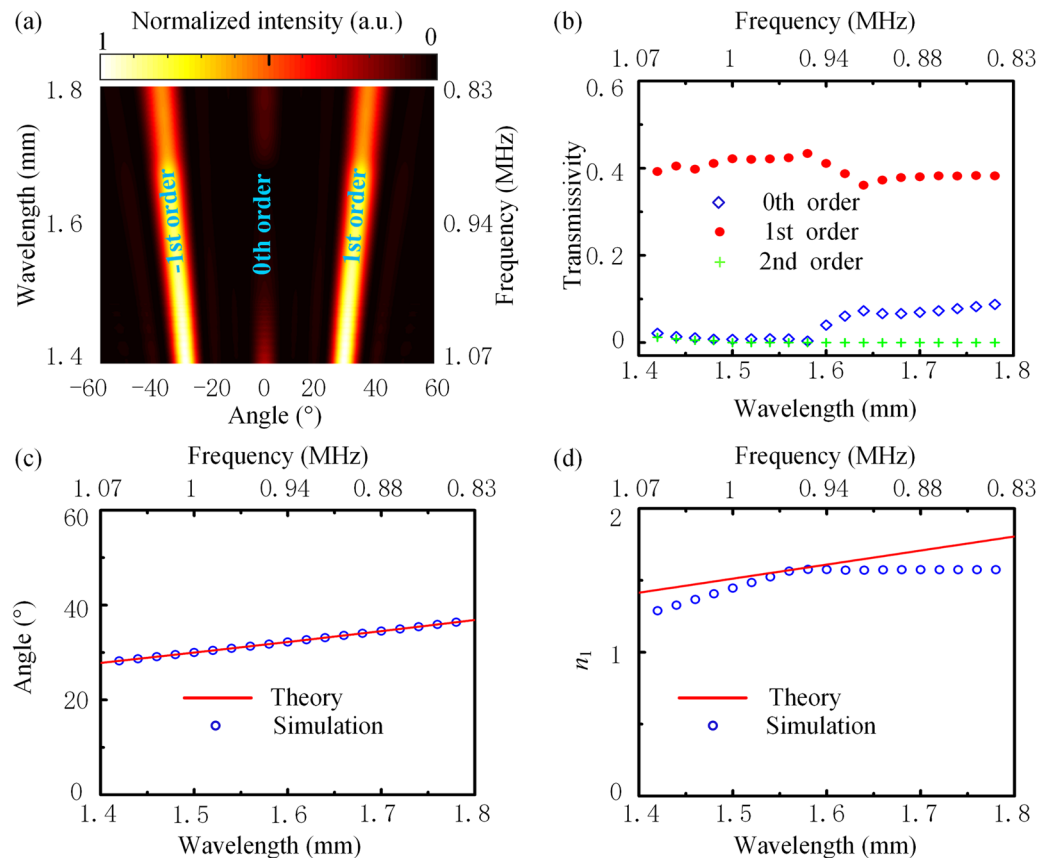 (a)
Normalized intensity (a.u.)
1
0
1.8
1.6
1.4
Wavelength (mm)
-1st order
0th order
1st order
0.83
0.94
1.07
Frequency (MHz)
−60 −40 −20 0 20 40 60
Angle (°)
(b)
Frequency (MHz)
1.07 1 0.94 0.88 0.83
0.6
0.4
0.2
0
Transmissivity
0th order
1st order
2nd order
1.4 1.5 1.6 1.7 1.8
Wavelength (mm)
(c)
Frequency (MHz)
1.07 1 0.94 0.88 0.83
60
40
20
0
Angle (°)
Theory
Simulation
1.4 1.5 1.6 1.7 1.8
Wavelength (mm)
(d)
Frequency (MHz)
1.07 1 0.94 0.88 0.83
2
1
0
n₁
Theory
Simulation
1.4 1.5 1.6 1.7 1.8
Wavelength (mm)